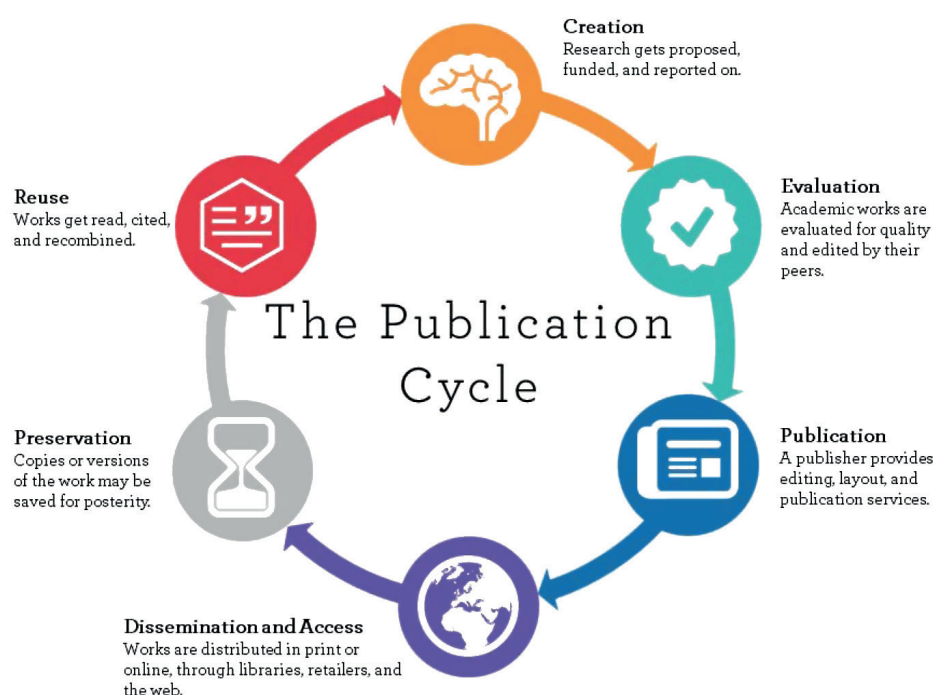 Creation
Research gets proposed,
funded, and reported on.
Evaluation
Academic works are
evaluated for quality
and edited by their
peers.
Reuse
Works get read, cited,
and recombined.
The Publication
Cycle
Publication
A publisher provides
editing, layout, and
publication services.
Preservation
Copies or versions
of the work may be
saved for posterity.
Dissemination and Access
Works are distributed in print or
online, through libraries, retailers, and
the web.